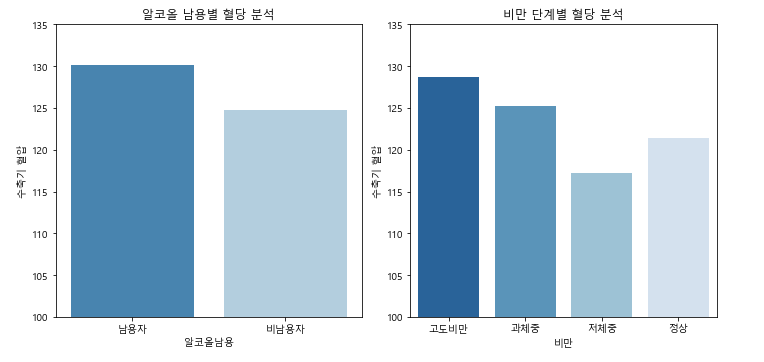 알코올 남용별 혈당 분석
135
130
125
120
115
110
105
100
수축기 혈압
남용자
비남용자
알코올남용
비만 단계별 혈당 분석
135
130
125
120
115
110
105
100
수축기 혈압
고도비만
과체중
저체중
정상
비만